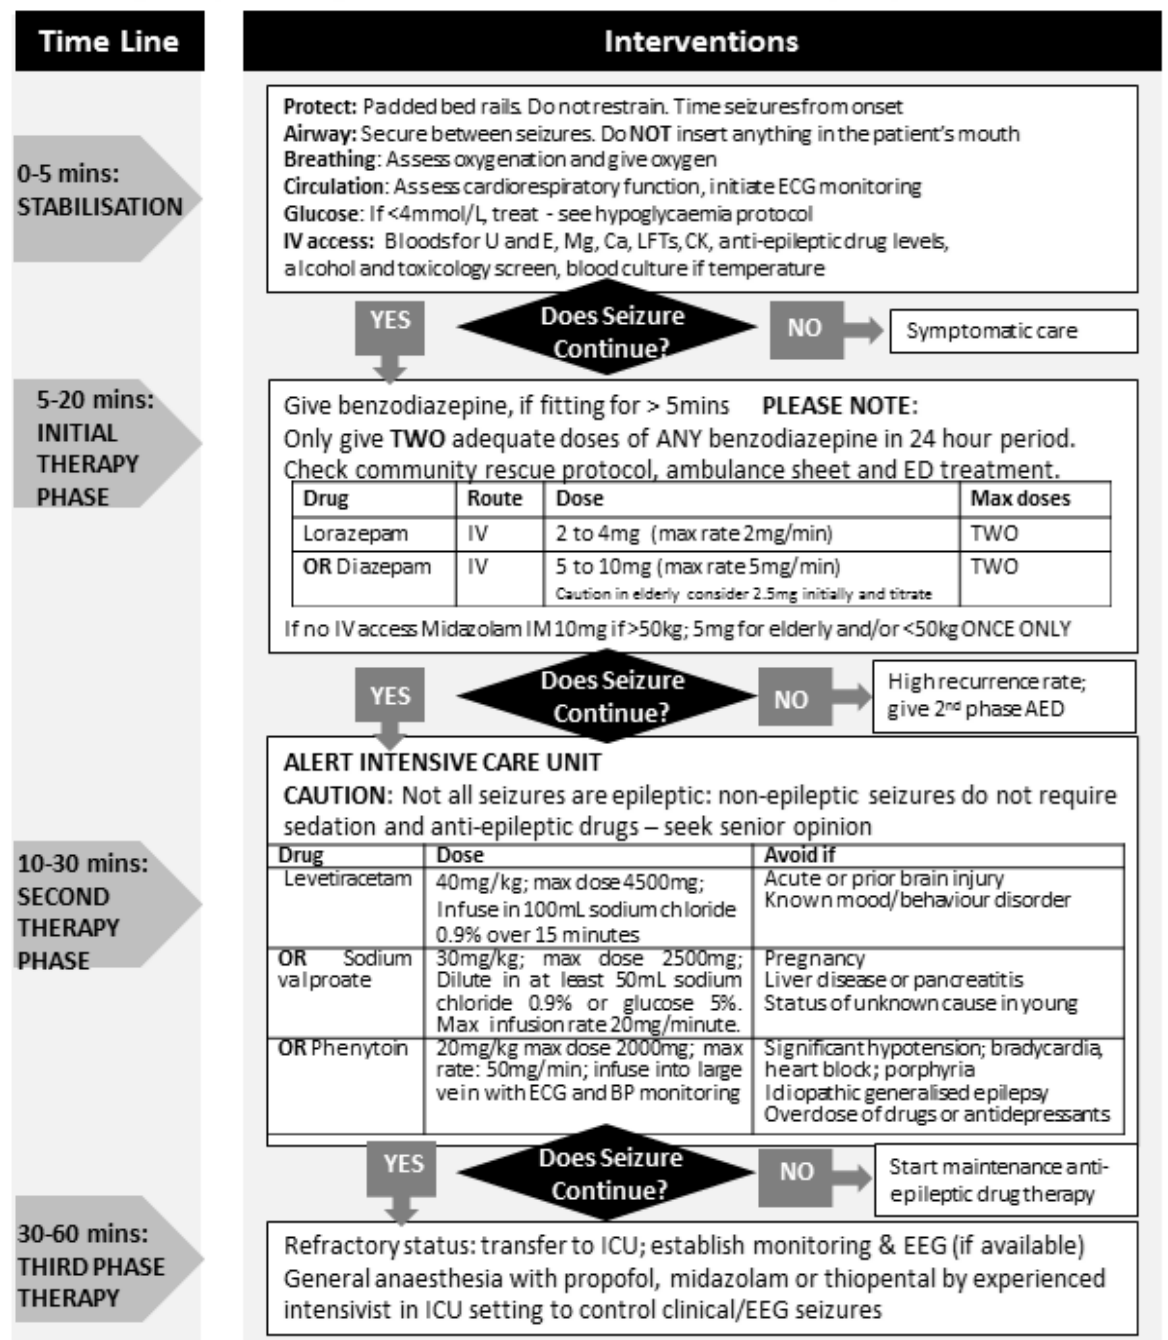 Time Line
Interventions
0-5 mins:
STABILISATION
Protect: Padded bed rails. Do not restrain. Time seizures from onset
Airway: Secure between seizures. Do NOT insert anything in the patient's mouth
Breathing: Assess oxygenation and give oxygen
Circulation: Assess cardiorespiratory function, initiate ECG monitoring
Glucose: If <4mmol/L, treat - see hypoglycaemia protocol
IV access: Bloods for U and E, Mg, Ca, LFTs, CK, anti-epileptic drug levels,
alcohol and toxicology screen, blood culture if temperature
YES
Does Seizure
Continue?
NO
Symptomatic care
5-20 mins:
INITIAL
THERAPY
PHASE
Give benzodiazepine, if fitting for > 5mins PLEASE NOTE:
Only give TWO adequate doses of ANY benzodiazepine in 24 hour period.
Check community rescue protocol, ambulance sheet and ED treatment.
Drug Route Dose Max doses
Lorazepam IV 2 to 4mg (max rate 2mg/min) TWO
OR Diazepam IV 5 to 10mg (max rate 5mg/min) TWO
Caution in elderly consider 2.5mg initially and titrate
If no IV access Midazolam IM 10mg if >50kg; 5mg for elderly and/or <50kg ONCE ONLY
YES
Does Seizure
Continue?
NO
High recurrence rate;
give 2nd phase AED
10-30 mins:
SECOND
THERAPY
PHASE
ALERT INTENSIVE CARE UNIT
CAUTION: Not all seizures are epileptic: non-epileptic seizures do not require
sedation and anti-epileptic drugs – seek senior opinion
Drug Dose Avoid if
Levetiracetam
40mg/kg; max dose 4500mg;
Infuse in 100mL sodium chloride
0.9% over 15 minutes
Acute or prior brain injury
Known mood/behaviour disorder
OR Sodium
valproate
30mg/kg; max dose 2500mg;
Dilute in at least 50mL sodium
chloride 0.9% or glucose 5%.
Max infusion rate 20mg/minute.
Pregnancy
Liver disease or pancreatitis
Status of unknown cause in young
OR Phenytoin
20mg/kg max dose 2000mg; max
rate: 50mg/min; infuse into large
vein with ECG and BP monitoring
Significant hypotension; bradycardia,
heart block; porphyria
Idiopathic generalised epilepsy
Overdose of drugs or antidepressants
YES
Does Seizure
Continue?
NO
Start maintenance anti-
epileptic drug therapy
30-60 mins:
THIRD PHASE
THERAPY
Refractory status: transfer to ICU; establish monitoring & EEG (if available)
General anaesthesia with propofol, midazolam or thiopental by experienced
intensivist in ICU setting to control clinical/EEG seizures